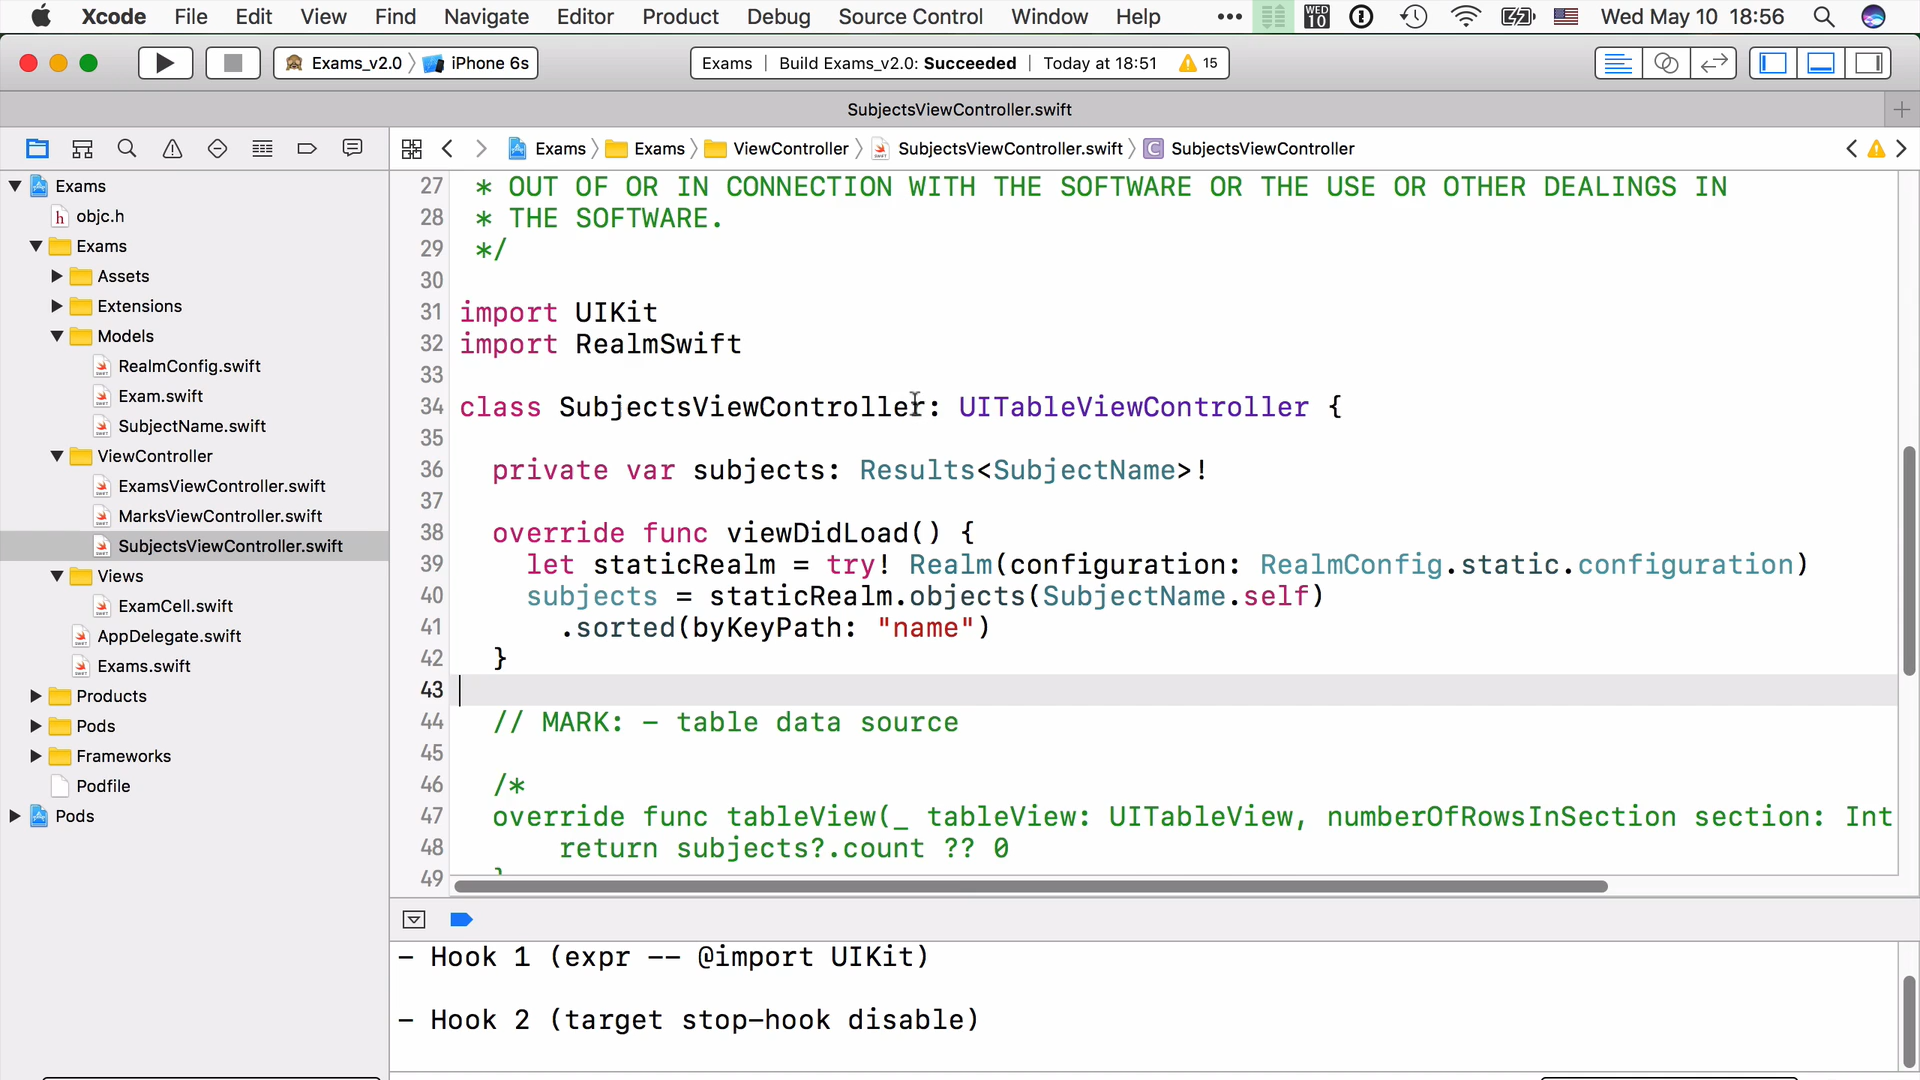 Xcode File Edit View Find Navigate Editor Product Debug Source Control Window Help ••• WED 10 Wed May 10 18:56
Exams_v2.0 iPhone 6s Exams | Build Exams_v2.0: Succeeded | Today at 18:51 15
SubjectsViewController.swift
Exams Exams ViewController SubjectsViewController.swift C SubjectsViewController
Exams
h objc.h
Exams
Assets
Extensions
Models
RealmConfig.swift
Exam.swift
SubjectName.swift
ViewController
ExamsViewController.swift
MarksViewController.swift
SubjectsViewController.swift
Views
ExamCell.swift
AppDelegate.swift
Exams.swift
Products
Pods
Frameworks
Podfile
Pods
27 * OUT OF OR IN CONNECTION WITH THE SOFTWARE OR THE USE OR OTHER DEALINGS IN
28 * THE SOFTWARE.
29 */
30
31 import UIKit
32 import RealmSwift
33
34 class SubjectsViewController: UITableViewController {
35
36 private var subjects: Results<SubjectName>!
37
38 override func viewDidLoad() {
39 let staticRealm = try! Realm(configuration: RealmConfig.static.configuration)
40 subjects = staticRealm.objects(SubjectName.self)
41 .sorted(byKeyPath: "name")
42 }
43
44 // MARK: - table data source
45
46 /*
47 override func tableView(_ tableView: UITableView, numberOfRowsInSection section: Int
48 return subjects?.count ?? 0
49 }
- Hook 1 (expr -- @import UIKit)
- Hook 2 (target stop-hook disable)